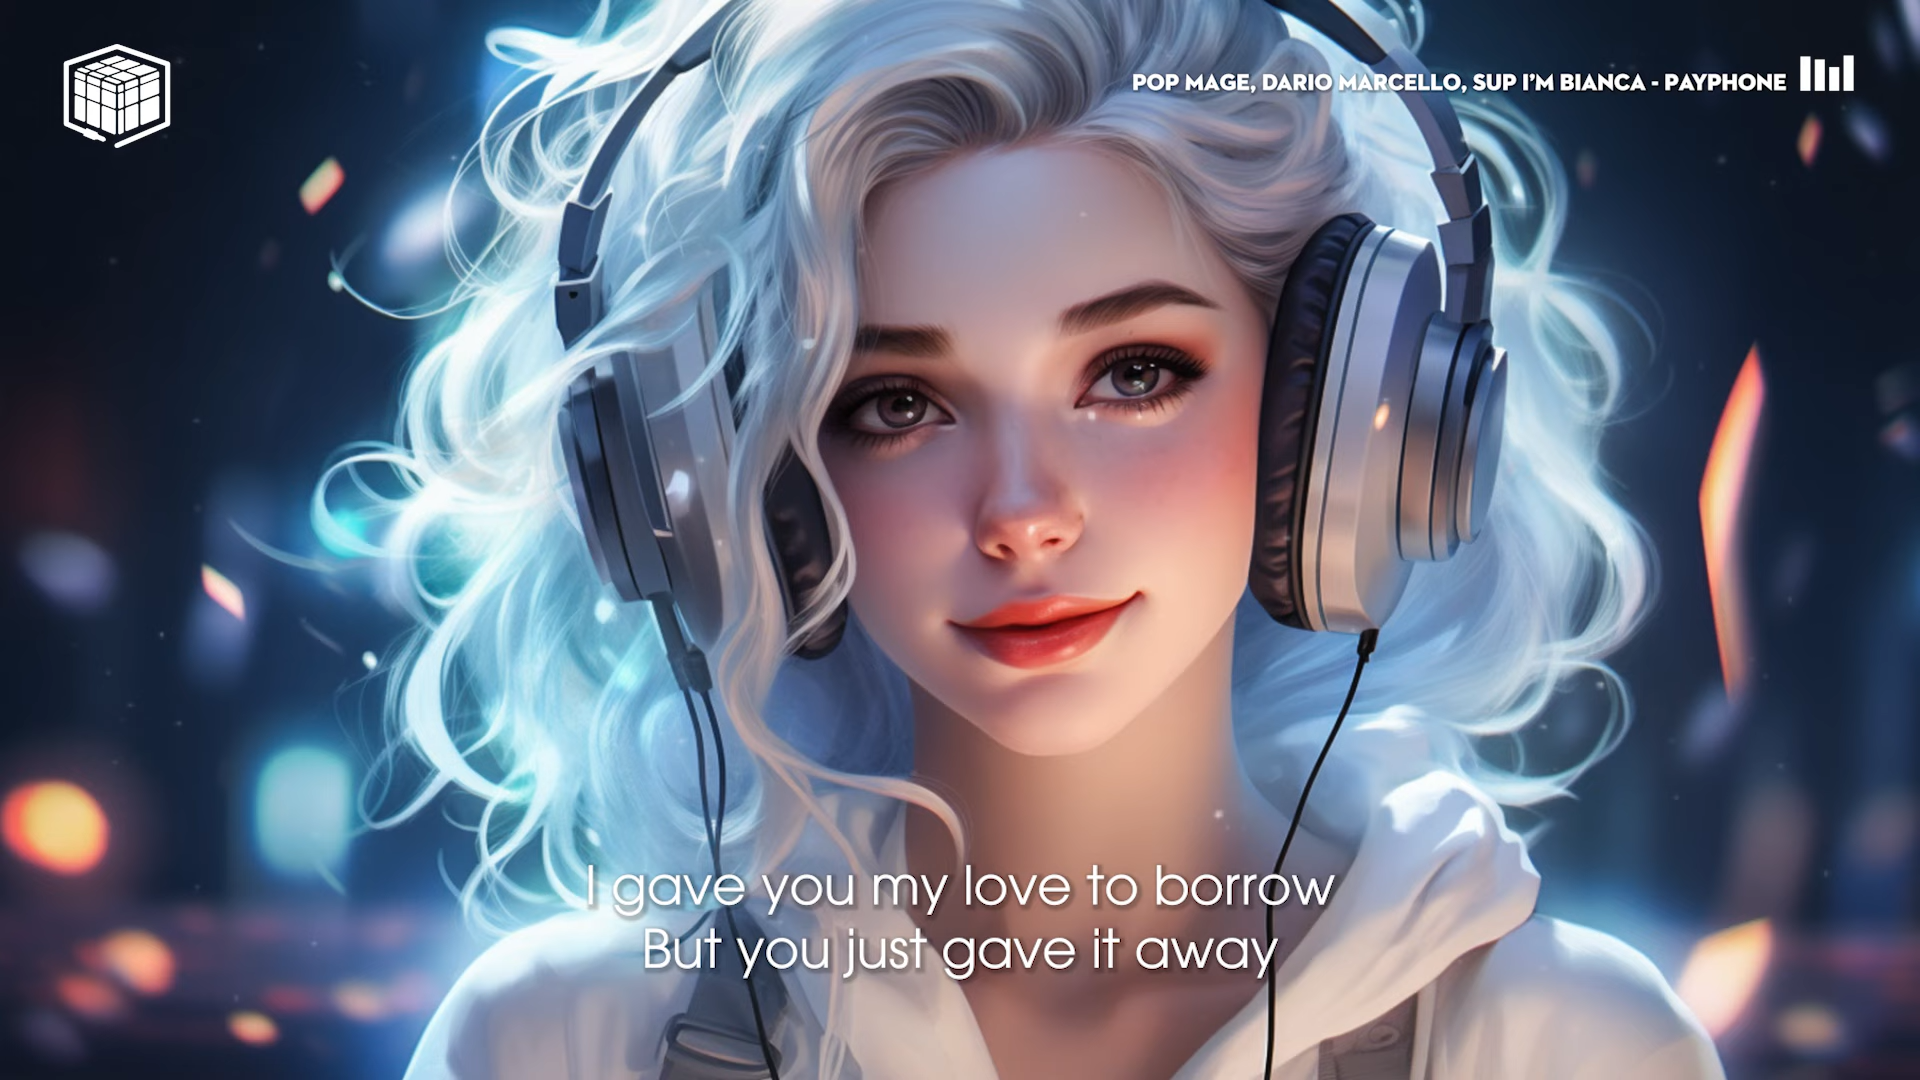 POP MAGE, DARIO MARCELLO, SUP I'M BIANCA - PAYPHONE
I gave you my love to borrow
But you just gave it away